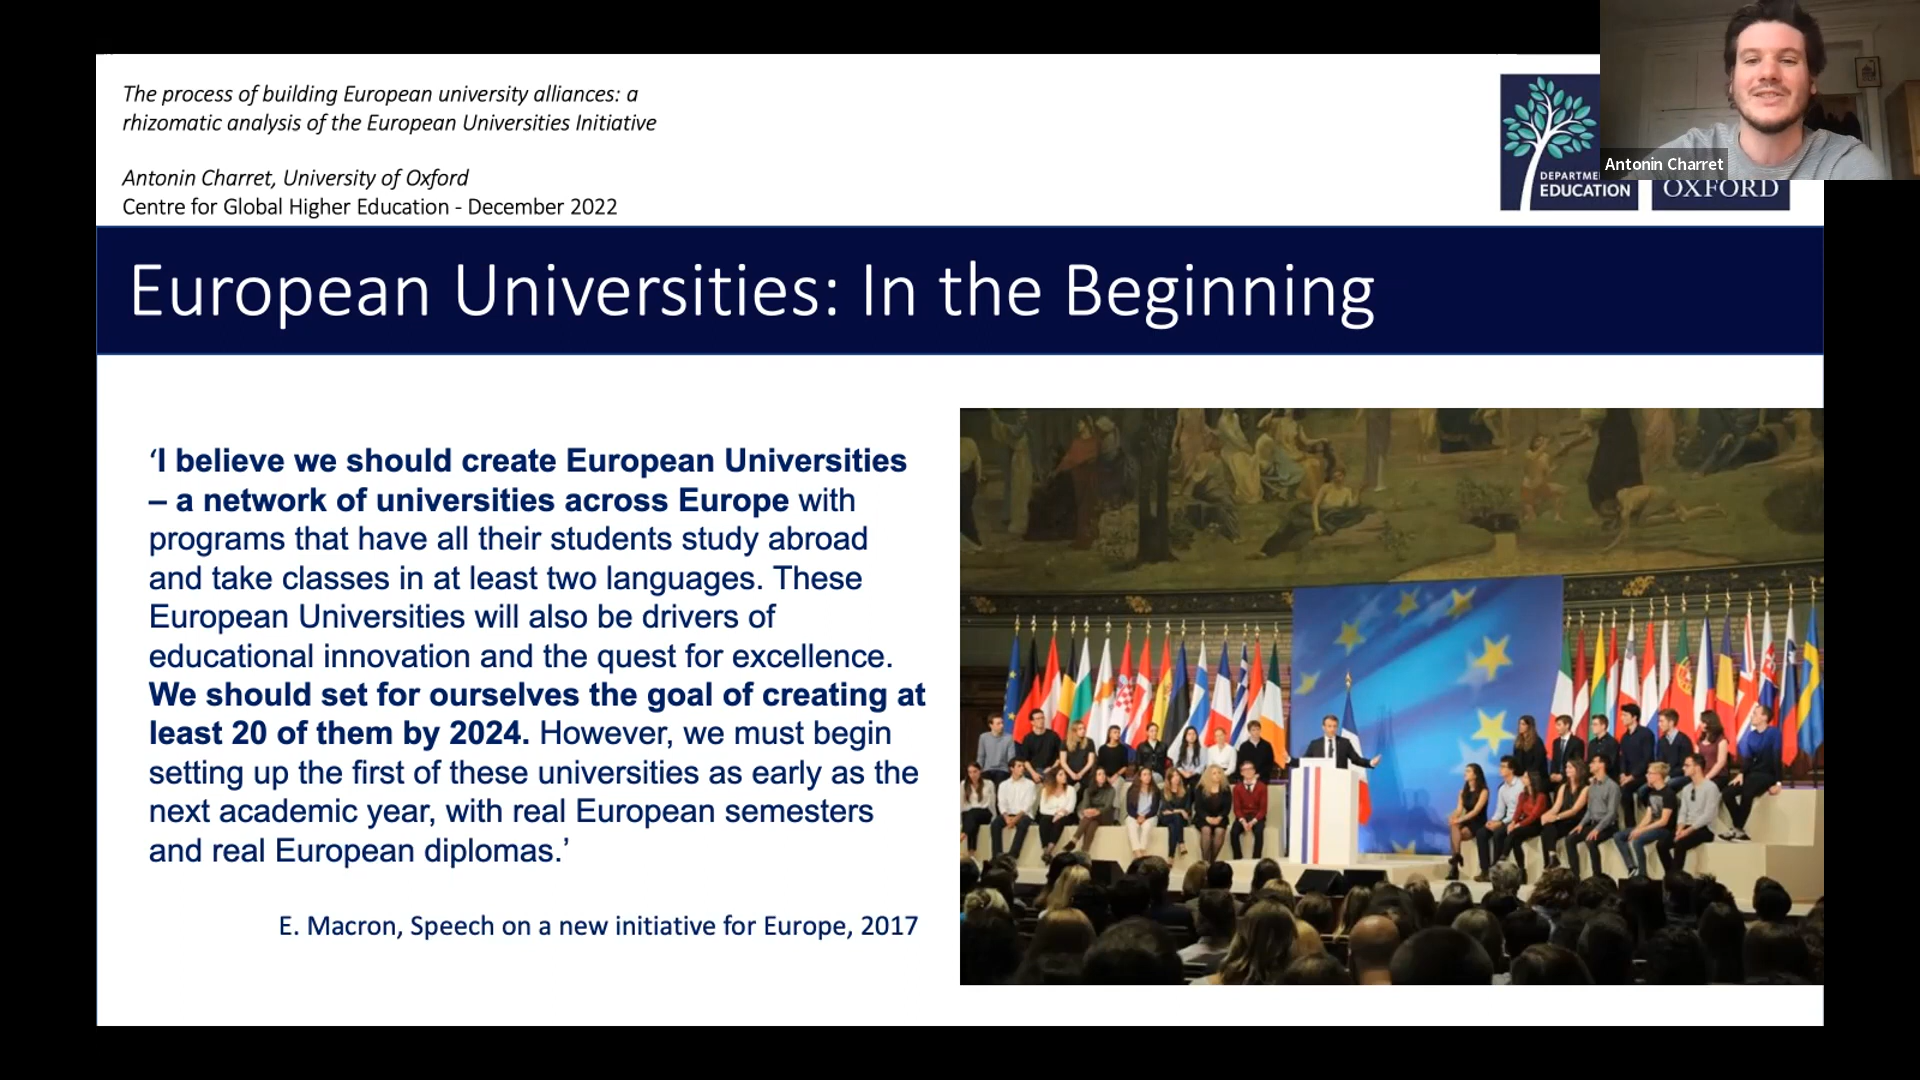 The process of building European university alliances: a
rhizomatic analysis of the European Universities Initiative
Antonin Charret, University of Oxford
Centre for Global Higher Education - December 2022
EDUCATION
OXFORD
Antonin Charret
European Universities: In the Beginning
‘I believe we should create European Universities
– a network of universities across Europe with
programs that have all their students study abroad
and take classes in at least two languages. These
European Universities will also be drivers of
educational innovation and the quest for excellence.
We should set for ourselves the goal of creating at
least 20 of them by 2024. However, we must begin
setting up the first of these universities as early as the
next academic year, with real European semesters
and real European diplomas.’
E. Macron, Speech on a new initiative for Europe, 2017